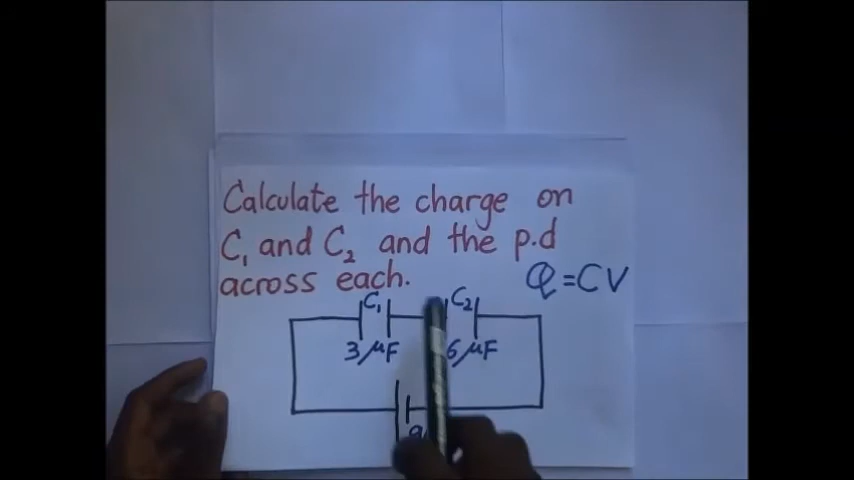 Calculate the charge on
C₁ and C₂ and the p.d
across each.
Q = CV
C₁ C₂
3μF 6μF